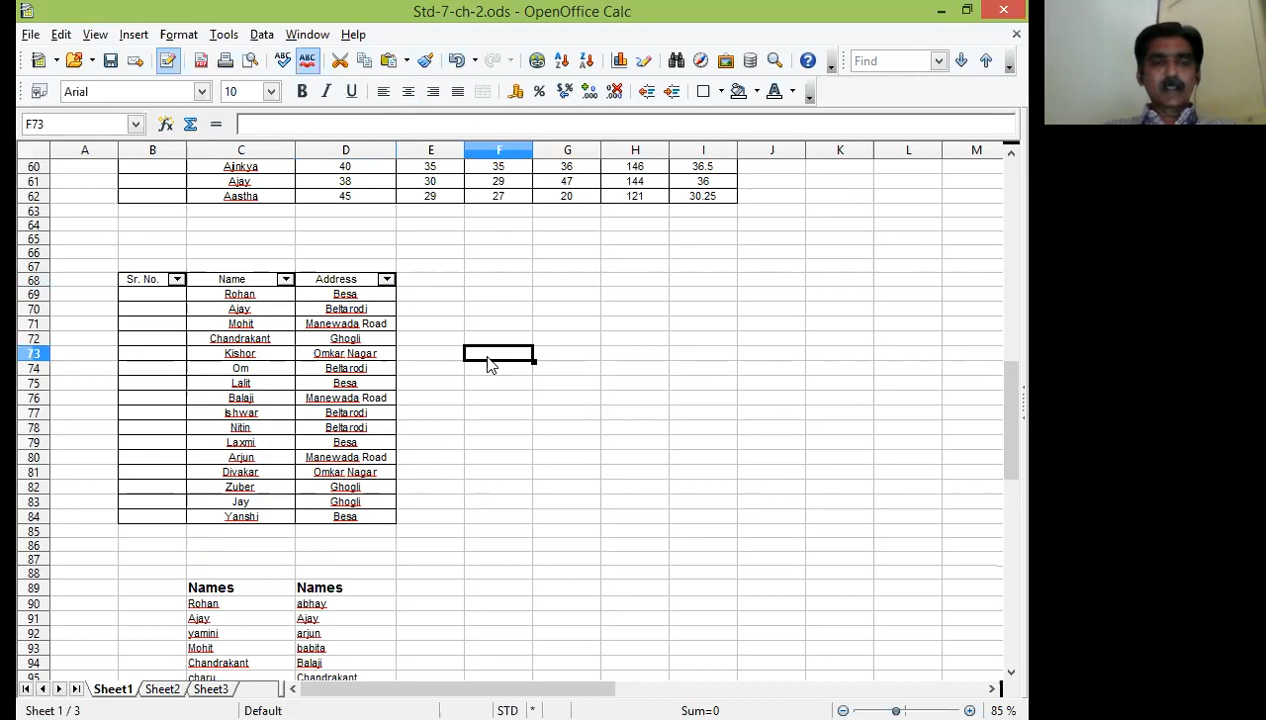 Std-7-ch-2.ods - OpenOffice Calc
File Edit View Insert Format Tools Data Window Help
Find
Arial 10
F73
A B C D E F G H I J K L M
60 Ajinkya 40 35 35 36 146 36.5
61 Ajay 38 30 29 47 144 36
62 Aastha 45 29 27 20 121 30.25
63
64
65
66
67
68 Sr. No. Name Address
69 Rohan Besa
70 Ajay Beltarodi
71 Mohit Manewada Road
72 Chandrakant Ghogli
73 Kishor Omkar Nagar
74 Om Beltarodi
75 Lalit Besa
76 Balaji Manewada Road
77 Ishwar Beltarodi
78 Nitin Beltarodi
79 Laxmi Besa
80 Arjun Manewada Road
81 Divakar Omkar Nagar
82 Zuber Ghogli
83 Jay Ghogli
84 Yanshi Besa
85
86
87
88
89 Names Names
90 Rohan abhay
91 Ajay Ajay
92 yamini arjun
93 Mohit babita
94 Chandrakant Balaji
95 charu Chandrakant
Sheet1 Sheet2 Sheet3
Sheet 1 / 3 Default STD * Sum=0 85 %